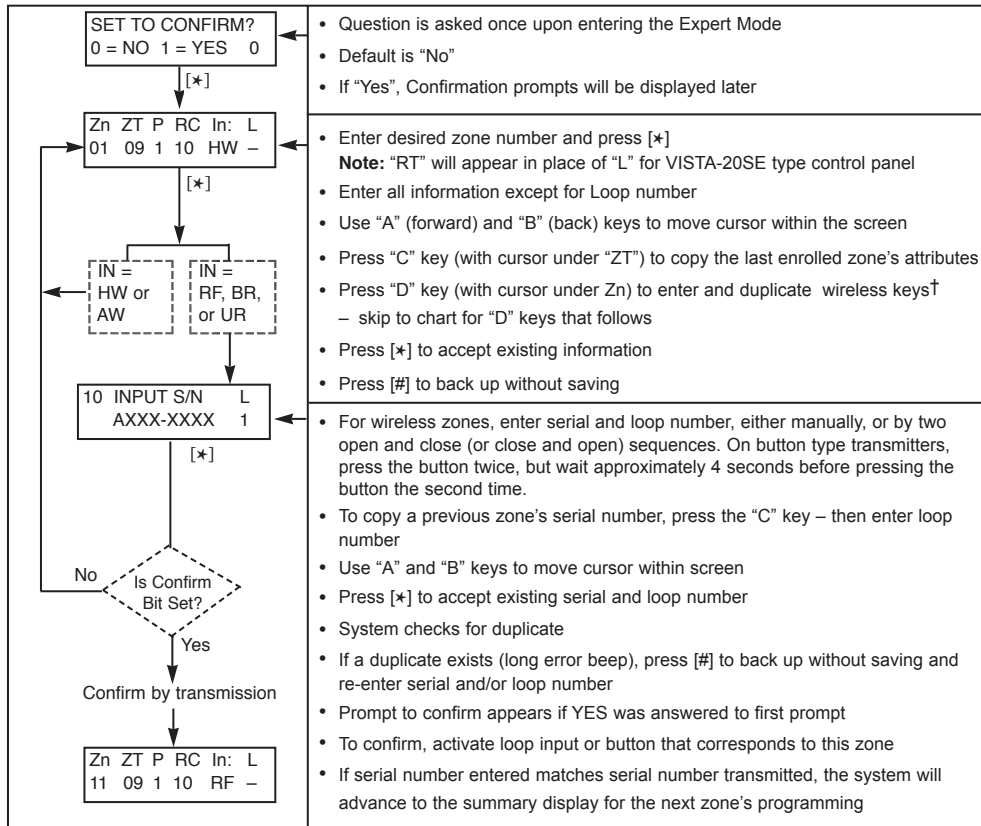 SET TO CONFIRM?
0 = NO 1 = YES 0
[★]
Zn ZT P RC In: L
01 09 1 10 HW –
[★]
IN =
HW or
AW
IN =
RF, BR,
or UR
10 INPUT S/N L
AXXX-XXXX 1
[★]
No
Is Confirm
Bit Set?
Yes
Confirm by transmission
Zn ZT P RC In: L
11 09 1 10 RF –
• Question is asked once upon entering the Expert Mode
• Default is “No”
• If “Yes”, Confirmation prompts will be displayed later
• Enter desired zone number and press [★]
Note: “RT” will appear in place of “L” for VISTA-20SE type control panel
• Enter all information except for Loop number
• Use “A” (forward) and “B” (back) keys to move cursor within the screen
• Press “C” key (with cursor under “ZT”) to copy the last enrolled zone’s attributes
• Press “D” key (with cursor under Zn) to enter and duplicate wireless keys†
– skip to chart for “D” keys that follows
• Press [★] to accept existing information
• Press [#] to back up without saving
• For wireless zones, enter serial and loop number, either manually, or by two
open and close (or close and open) sequences. On button type transmitters,
press the button twice, but wait approximately 4 seconds before pressing the
button the second time.
• To copy a previous zone’s serial number, press the “C” key – then enter loop
number
• Use “A” and “B” keys to move cursor within screen
• Press [★] to accept existing serial and loop number
• System checks for duplicate
• If a duplicate exists (long error beep), press [#] to back up without saving and
re-enter serial and/or loop number
• Prompt to confirm appears if YES was answered to first prompt
• To confirm, activate loop input or button that corresponds to this zone
• If serial number entered matches serial number transmitted, the system will
advance to the summary display for the next zone’s programming